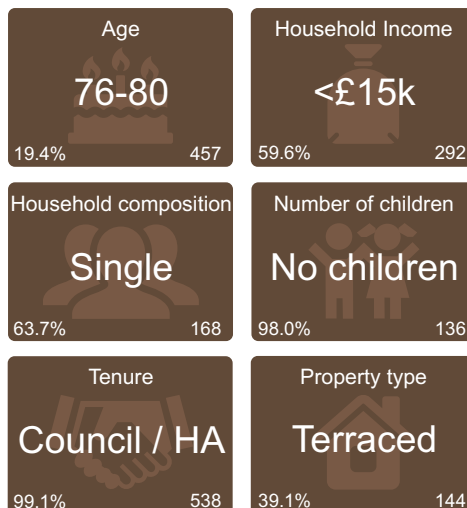 Age
76-80
19.4% 457
Household Income
<£15k
59.6% 292
Household composition
Single
63.7% 168
Number of children
No children
98.0% 136
Tenure
Council / HA
99.1% 538
Property type
Terraced
39.1% 144